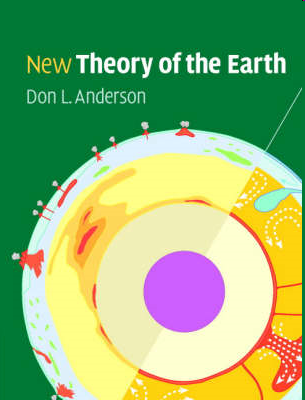 New Theory of the Earth
Don L. Anderson